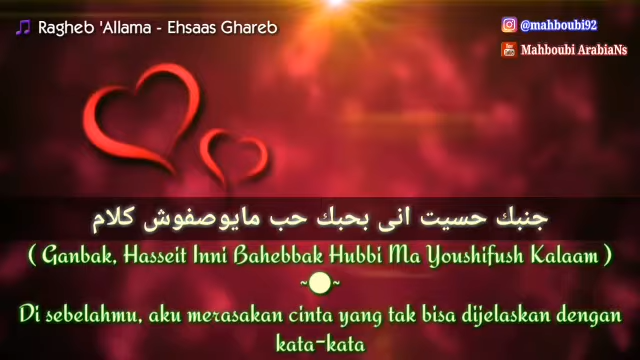 🎵 Ragheb 'Allama - Ehsaas Ghareb
@mahboubi92
Mahboubi ArabiaNs
جنبك حسيت انى بحبك حب مايوصفوش كلام
( Ganbak, Hasseit Inni Bahebbak Hubbi Ma Youshifush Kalaam )
~●~
Di sebelahmu, aku merasakan cinta yang tak bisa dijelaskan dengan
kata-kata